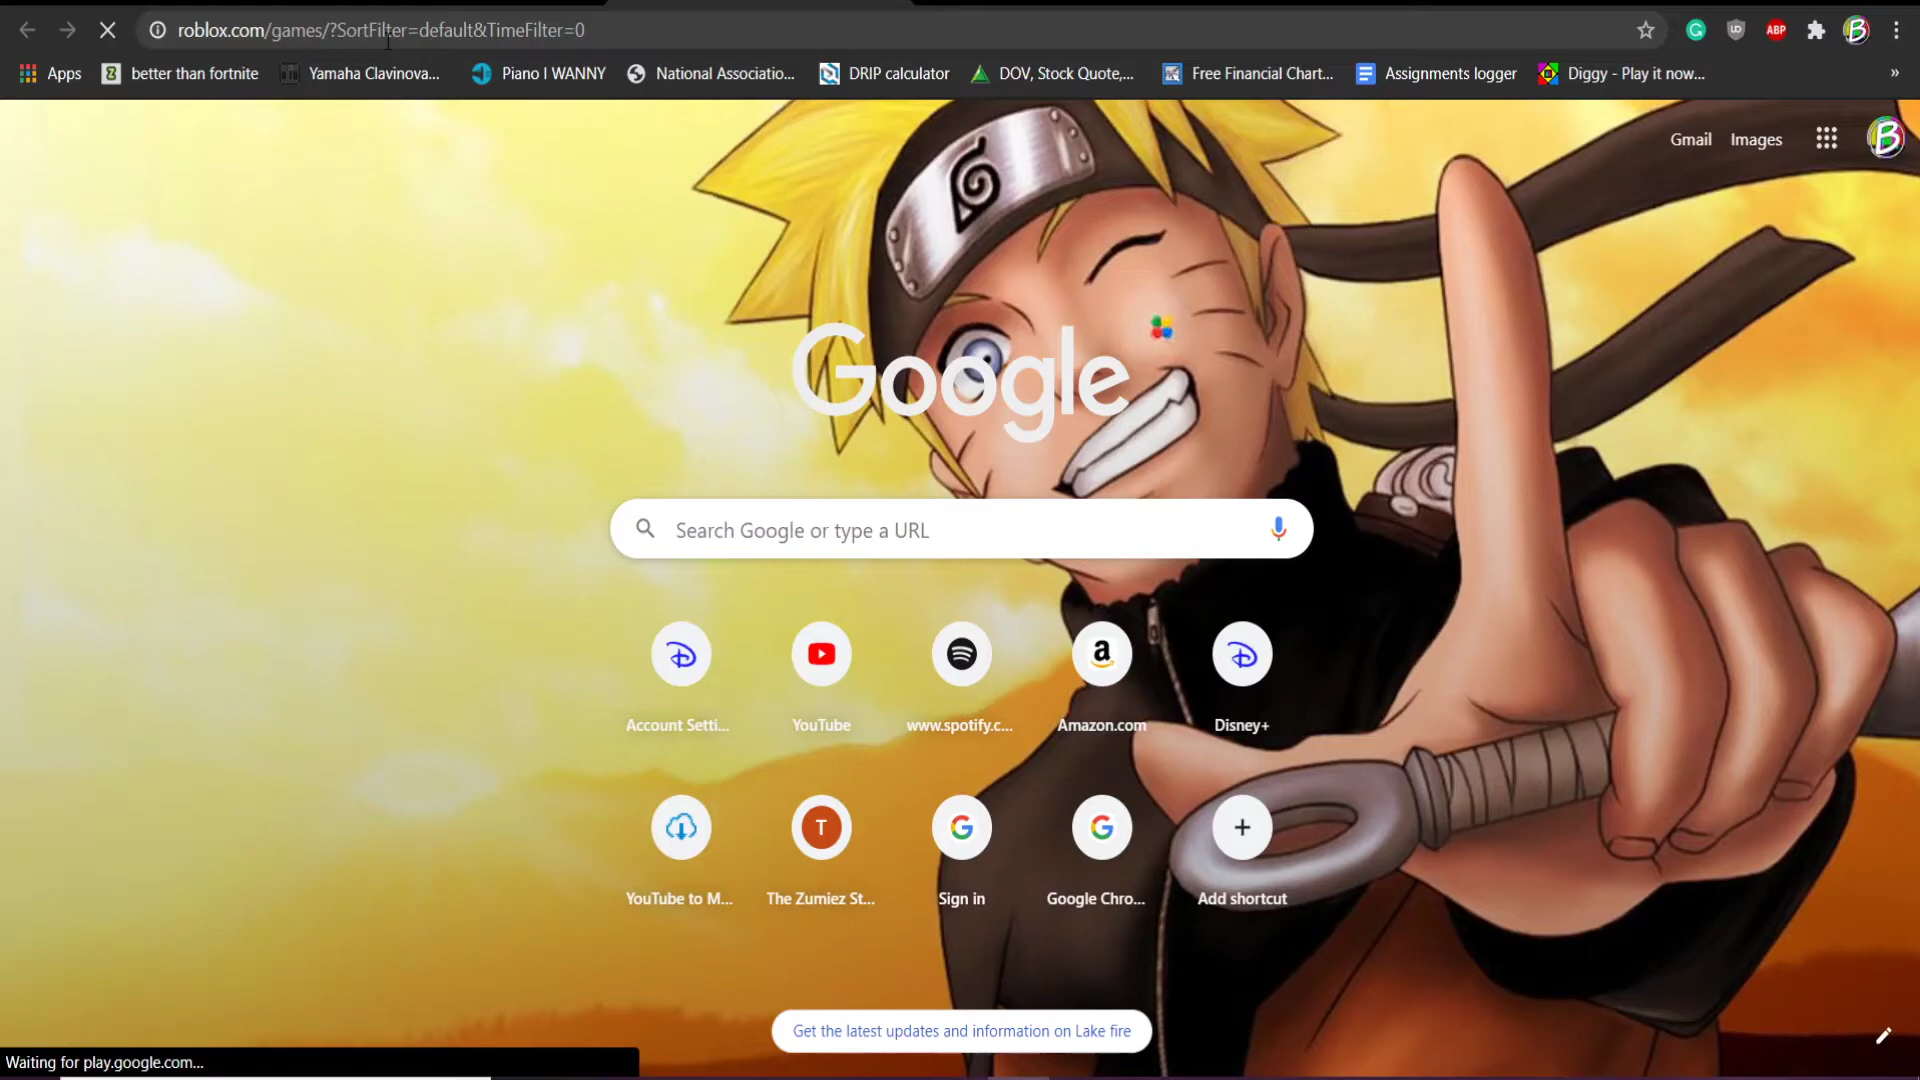 roblox.com/games/?SortFilter=default&TimeFilter=0
ABP
Apps better than fortnite Yamaha Clavinova... Piano I WANNY National Associatio... DRIP calculator DOV, Stock Quote,... Free Financial Chart... Assignments logger Diggy - Play it now... »
Gmail Images B
Google
Search Google or type a URL
Account Setti... YouTube www.spotify.c... Amazon.com Disney+
T
YouTube to M... The Zumiez St... Sign in Google Chro... Add shortcut
Get the latest updates and information on Lake fire
Waiting for play.google.com...